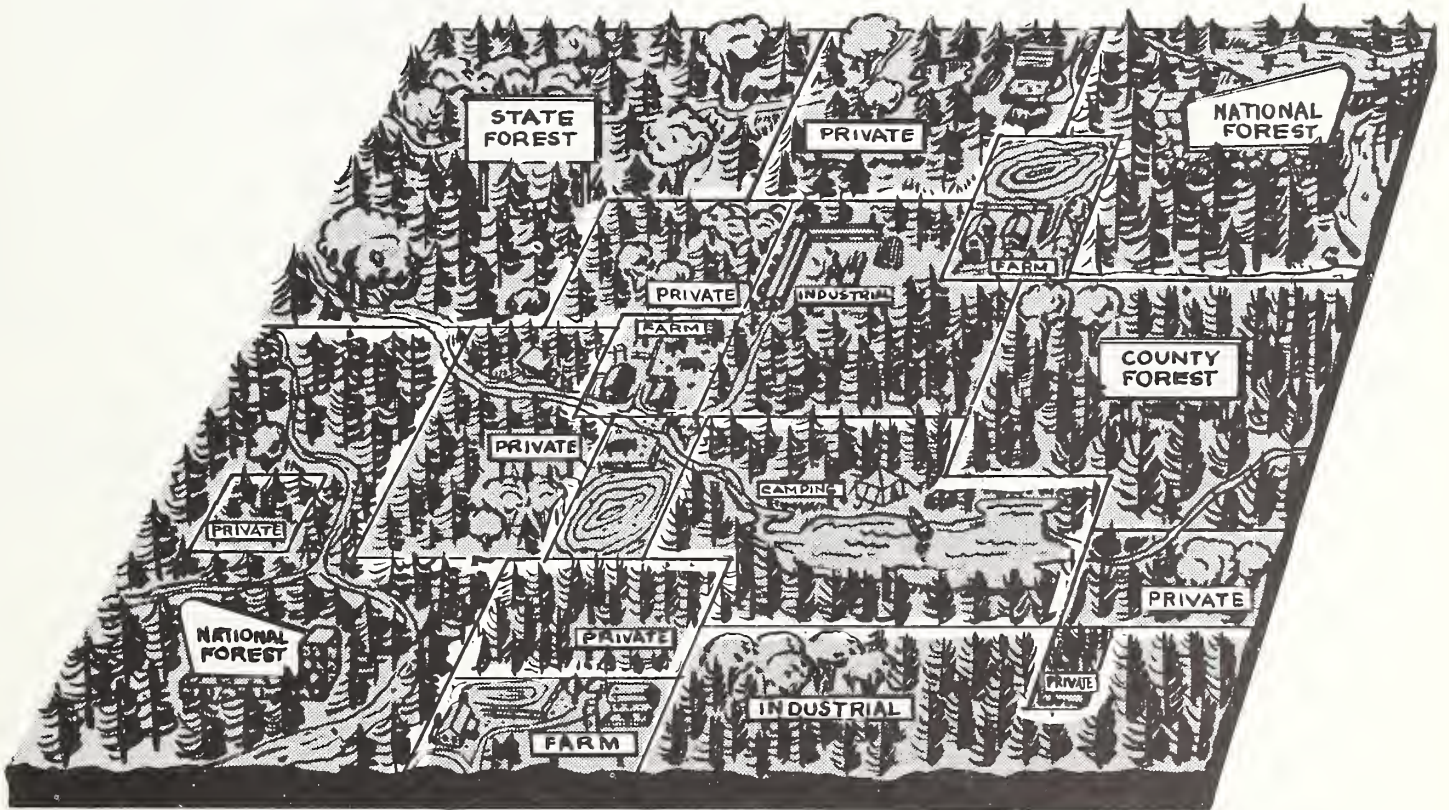 STATE
FOREST
PRIVATE
NATIONAL
FOREST
FARM
PRIVATE
INDUSTRIAL
FARM
COUNTY
FOREST
PRIVATE
CAMPING
PRIVATE
PRIVATE
NATIONAL
FOREST
PRIVATE
PRIVATE
INDUSTRIAL
FARM